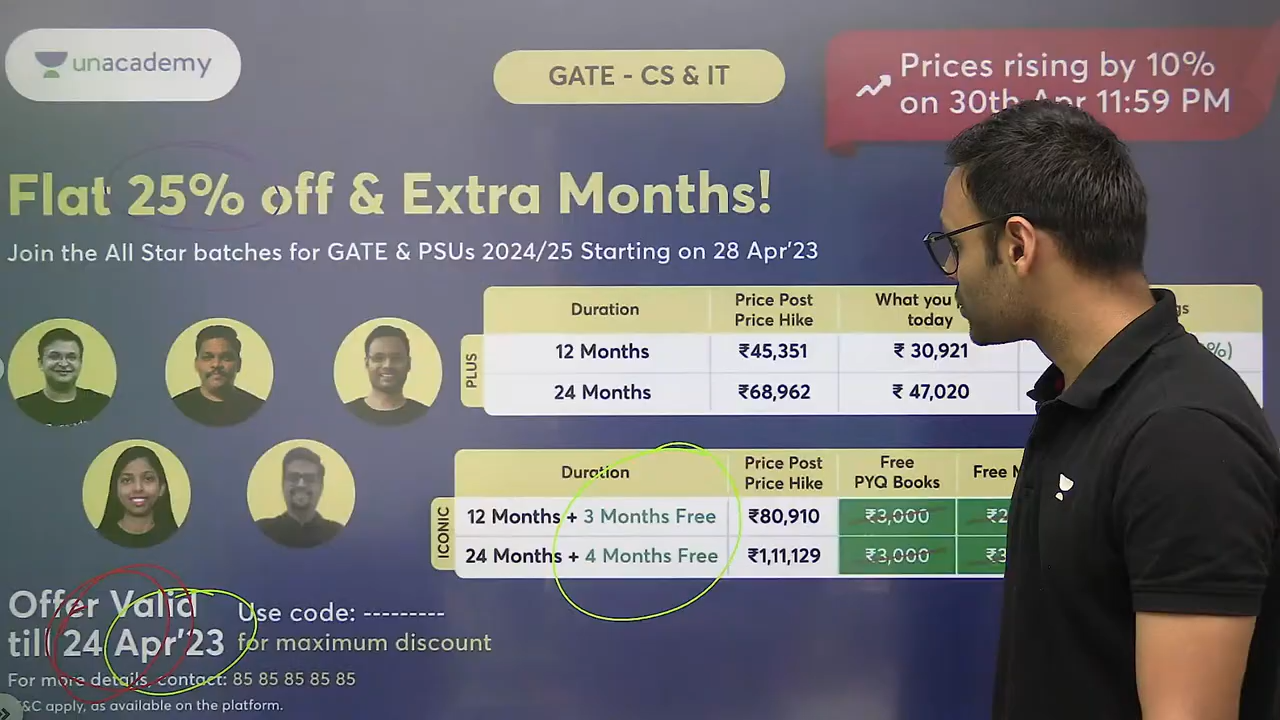 unacademy
GATE - CS & IT
Prices rising by 10%
on 30th Apr 11:59 PM
Flat 25% off & Extra Months!
Join the All Star batches for GATE & PSUs 2024/25 Starting on 28 Apr'23
Duration Price Post Price Hike What you today
PLUS
12 Months ₹45,351 ₹ 30,921 %)
24 Months ₹68,962 ₹ 47,020
Duration Price Post Price Hike Free PYQ Books Free
ICONIC
12 Months + 3 Months Free ₹80,910 ₹3,000
24 Months + 4 Months Free ₹1,11,129 ₹3,000
Offer Valid
till 24 Apr'23
Use code: ---------
for maximum discount
For more details, contact: 85 85 85 85 85
T&C apply, as available on the platform.